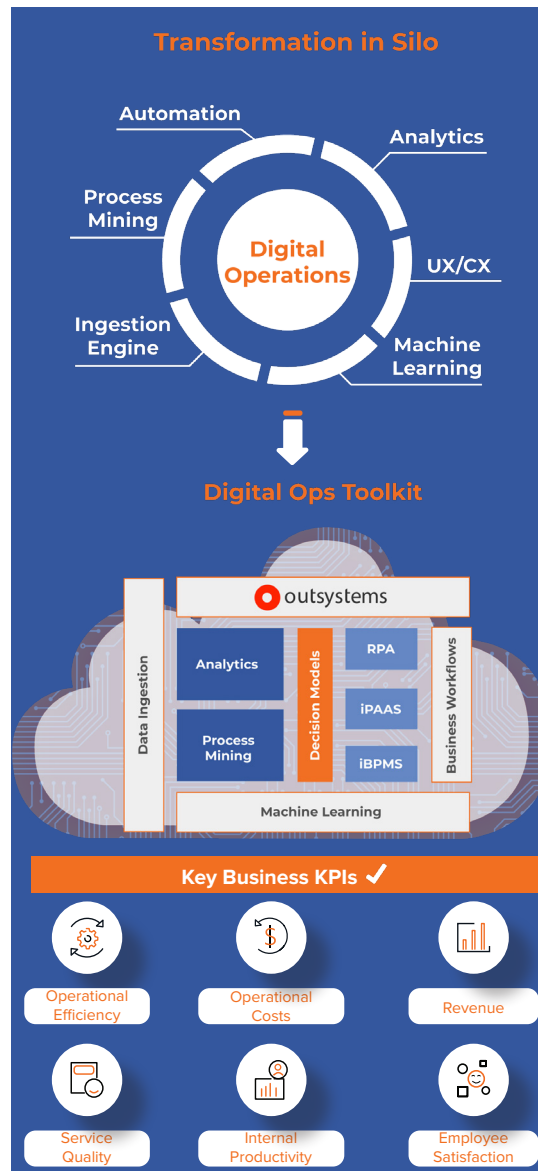 Transformation in Silo
Automation
Analytics
Process
Mining
Digital
Operations
UX/CX
Ingestion
Engine
Machine
Learning
Digital Ops Toolkit
outsystems
Data Ingestion
Analytics
Process
Mining
Decision Models
RPA
iPAAS
iBPMS
Business Workflows
Machine Learning
Key Business KPIs
Operational
Efficiency
Operational
Costs
Revenue
Service
Quality
Internal
Productivity
Employee
Satisfaction